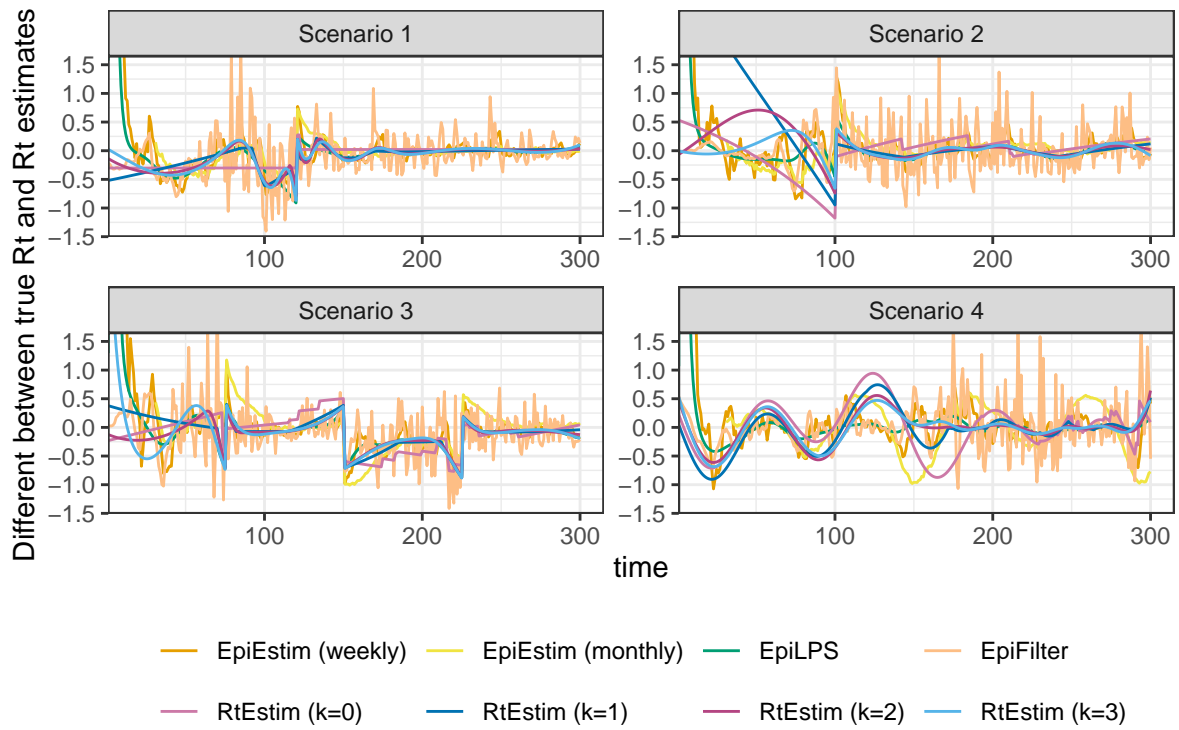 Different between true Rt and Rt estimates
Scenario 1
1.5
1.0
0.5
0.0
−0.5
−1.0
−1.5
100
200
300
Scenario 2
1.5
1.0
0.5
0.0
−0.5
−1.0
−1.5
100
200
300
Scenario 3
1.5
1.0
0.5
0.0
−0.5
−1.0
−1.5
100
200
300
Scenario 4
1.5
1.0
0.5
0.0
−0.5
−1.0
−1.5
100
200
300
time
EpiEstim (weekly)
EpiEstim (monthly)
EpiLPS
EpiFilter
RtEstim (k=0)
RtEstim (k=1)
RtEstim (k=2)
RtEstim (k=3)